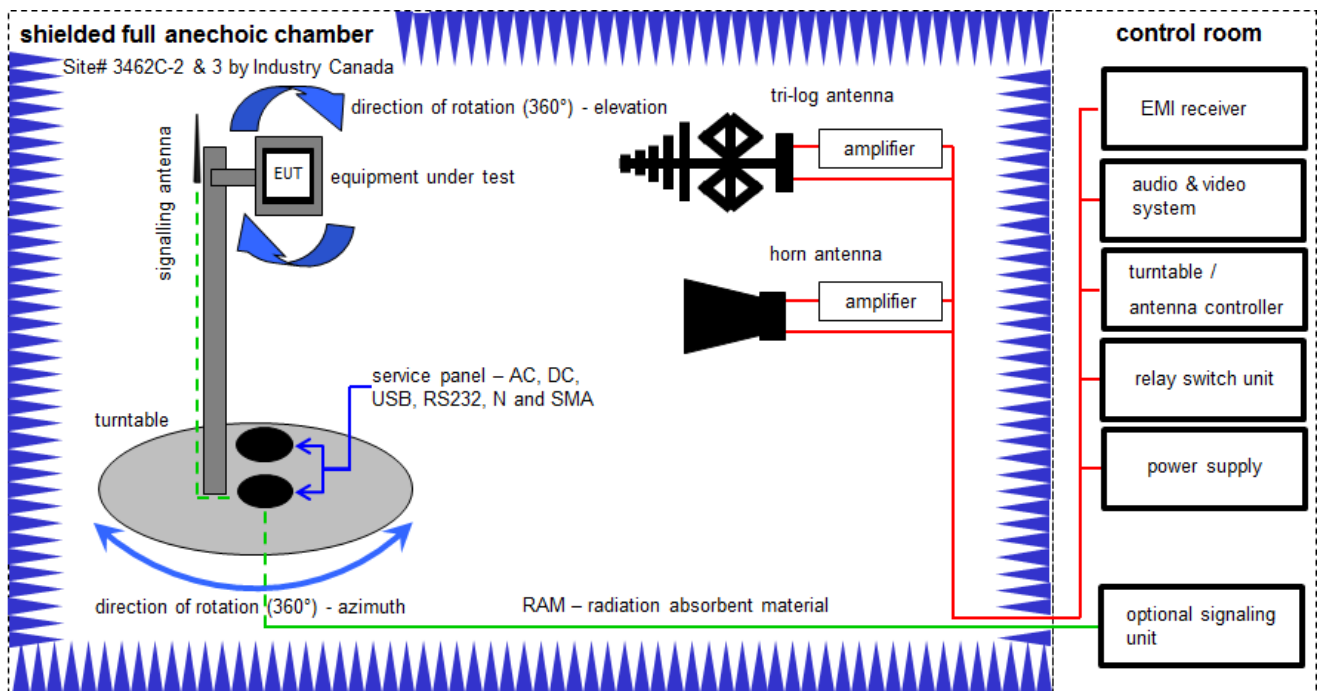 shielded full anechoic chamber
Site# 3462C-2 & 3 by Industry Canada
direction of rotation (360°) - elevation
signalling antenna
EUT
equipment under test
tri-log antenna
amplifier
horn antenna
amplifier
service panel – AC, DC,
USB, RS232, N and SMA
turntable
direction of rotation (360°) - azimuth
RAM – radiation absorbent material
control room
EMI receiver
audio & video
system
turntable /
antenna controller
relay switch unit
power supply
optional signaling
unit